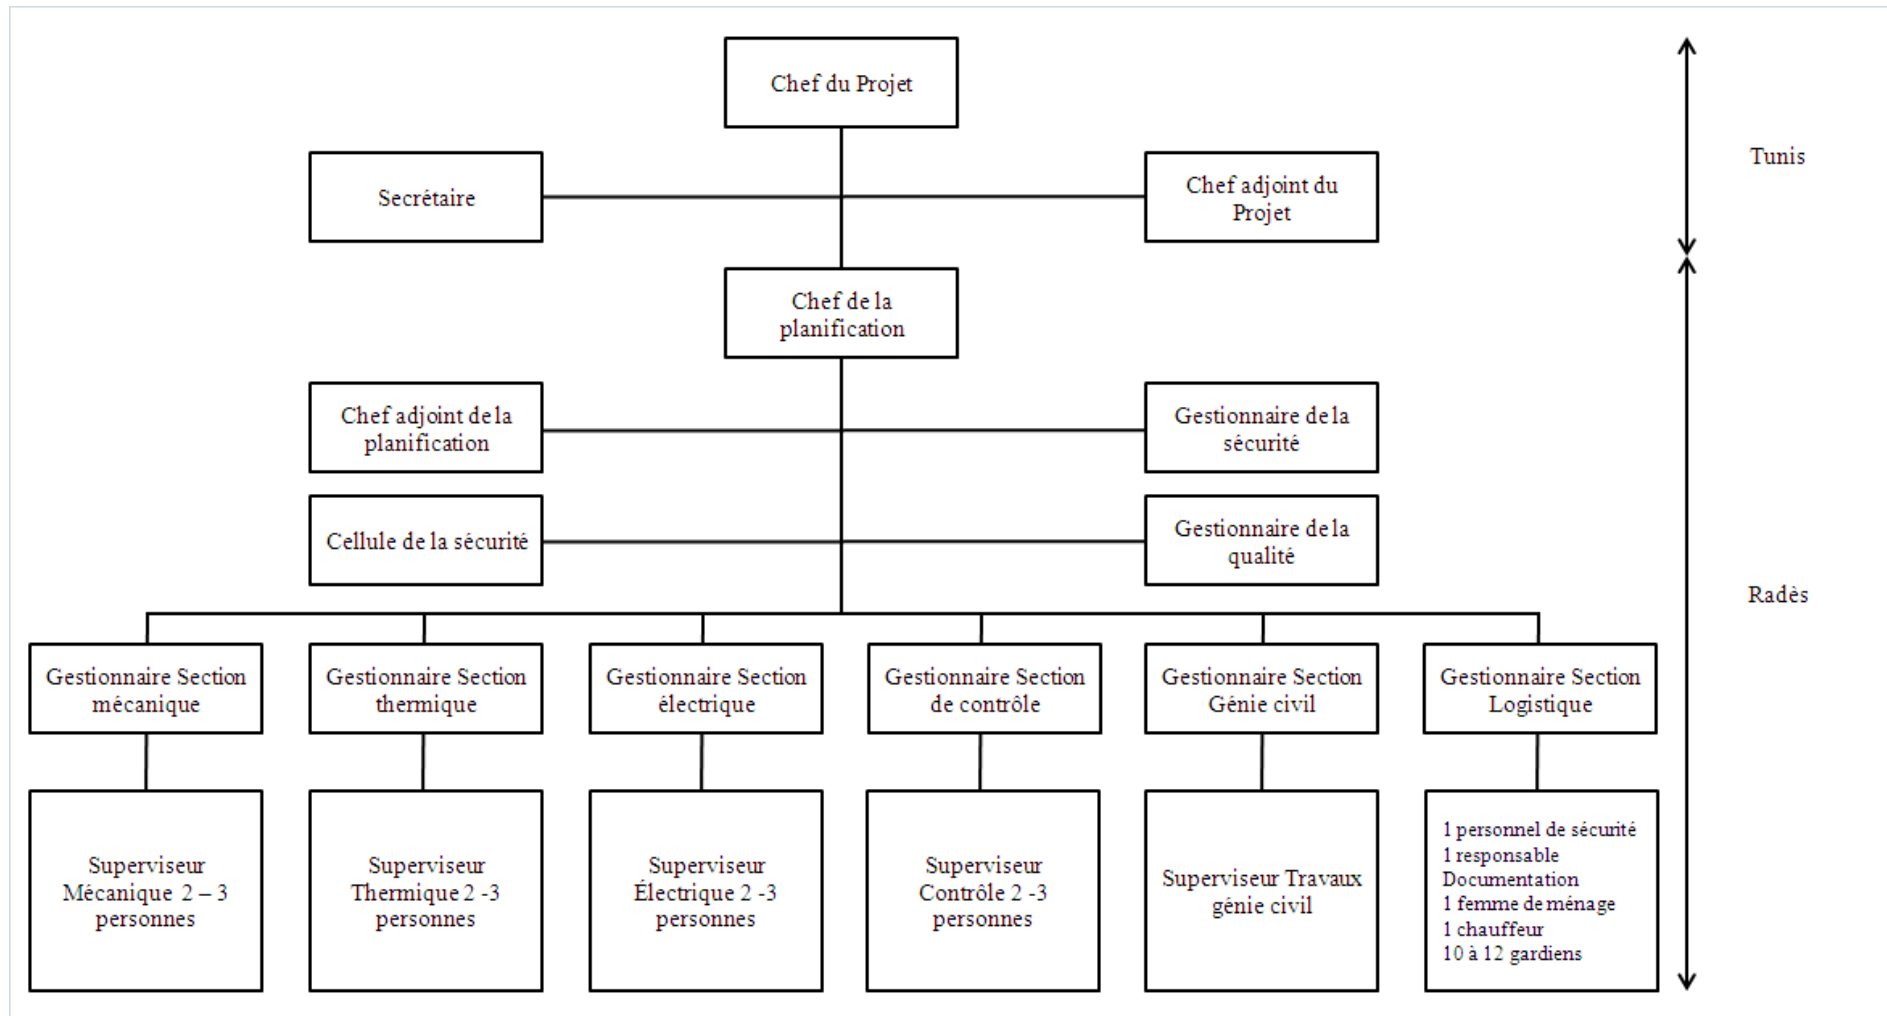 Chef du Projet
Tunis
Secrétaire
Chef adjoint du
Projet
Chef de la
planification
Chef adjoint de la
planification
Gestionnaire de la
sécurité
Cellule de la sécurité
Gestionnaire de la
qualité
Radès
Gestionnaire Section
mécanique
Gestionnaire Section
thermique
Gestionnaire Section
électrique
Gestionnaire Section
de contrôle
Gestionnaire Section
Génie civil
Gestionnaire Section
Logistique
Superviseur
Mécanique 2 – 3
personnes
Superviseur
Thermique 2 -3
personnes
Superviseur
Électrique 2 -3
personnes
Superviseur
Contrôle 2 -3
personnes
Superviseur Travaux
génie civil
1 personnel de sécurité
1 responsable
Documentation
1 femme de ménage
1 chauffeur
10 à 12 gardiens